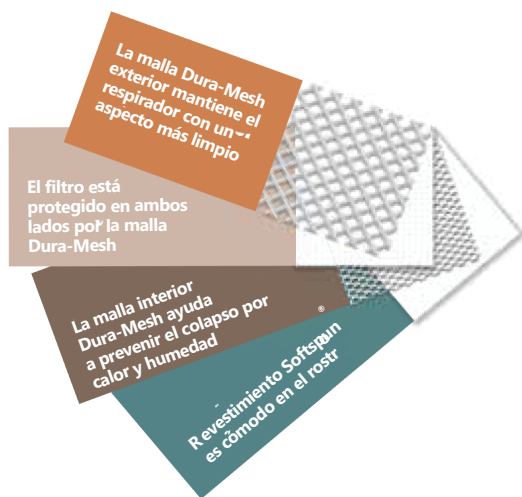 La malla Dura-Mesh
exterior mantiene el
respirador con un
aspecto más limpio
El filtro está
protegido en ambos
lados por la malla
Dura-Mesh
La malla interior
Dura-Mesh ayuda
a prevenir el colapso por
calor y humedad
®
Revestimiento Softspun
es cômodo en el rostr